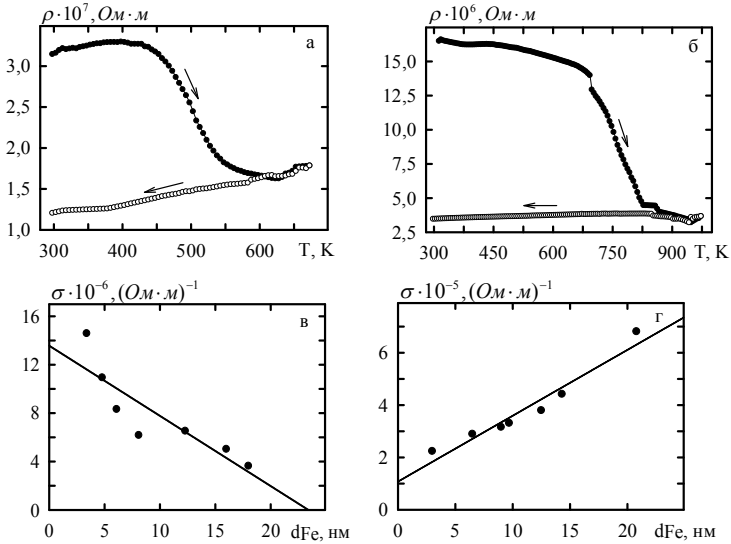 ρ·10⁷, Ом·м
ρ·10⁶, Ом·м
а
б
3,0
2,5
2,0
1,5
1,0
15,0
12,5
10,0
7,5
5,0
2,5
300 400 500 600 T, K
300 450 600 750 900 T, K
σ·10⁻⁶, (Ом·м)⁻¹
σ·10⁻⁵, (Ом·м)⁻¹
в
г
16
12
8
4
0
6
4
2
0
0 5 10 15 20 dFe, нм
0 5 10 15 20 dFe, нм